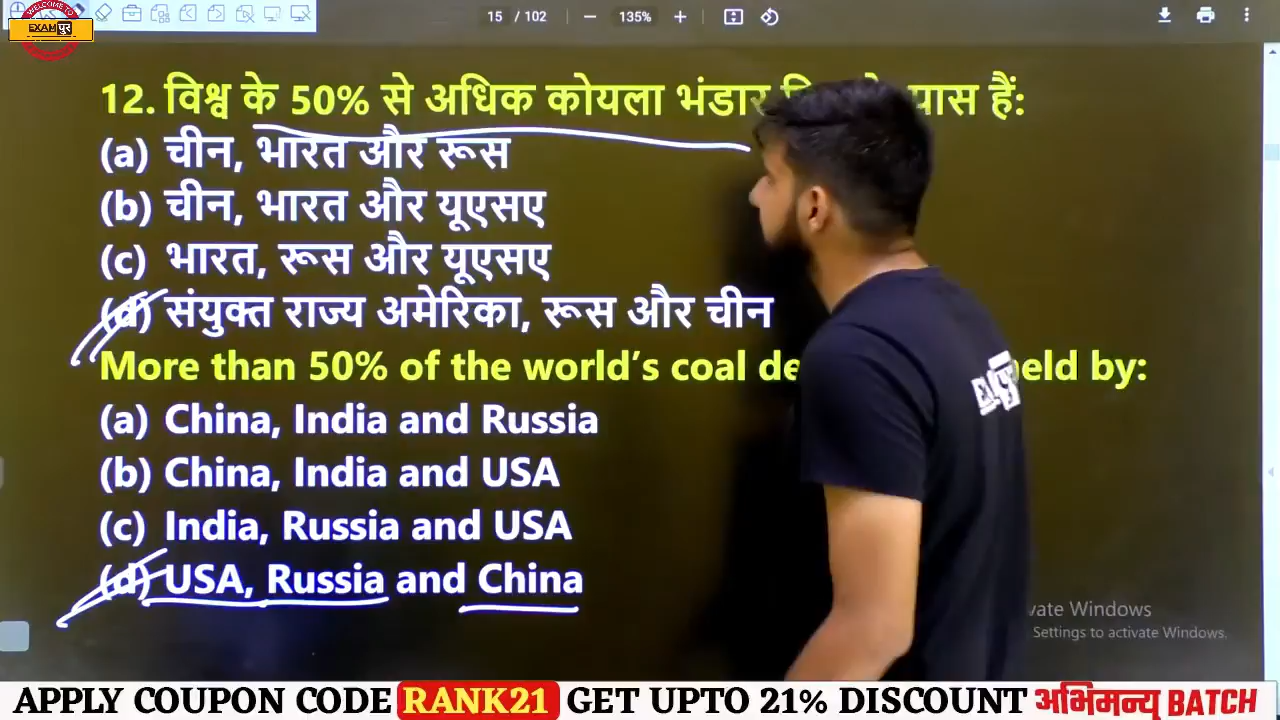 WELCOME TO
EXAMपुर
15 / 102
135%
12. विश्व के 50% से अधिक कोयला भंडार पास हैं:
(a) चीन, भारत और रूस
(b) चीन, भारत और यूएसए
(c) भारत, रूस और यूएसए
(d) संयुक्त राज्य अमेरिका, रूस और चीन
More than 50% of the world's coal by:
(a) China, India and Russia
(b) China, India and USA
(c) India, Russia and USA
(d) USA, Russia and China
Windows
Settings to activate Windows.
APPLY COUPON CODE RANK21 GET UPTO 21% DISCOUNT अभिमन्यु BATCH